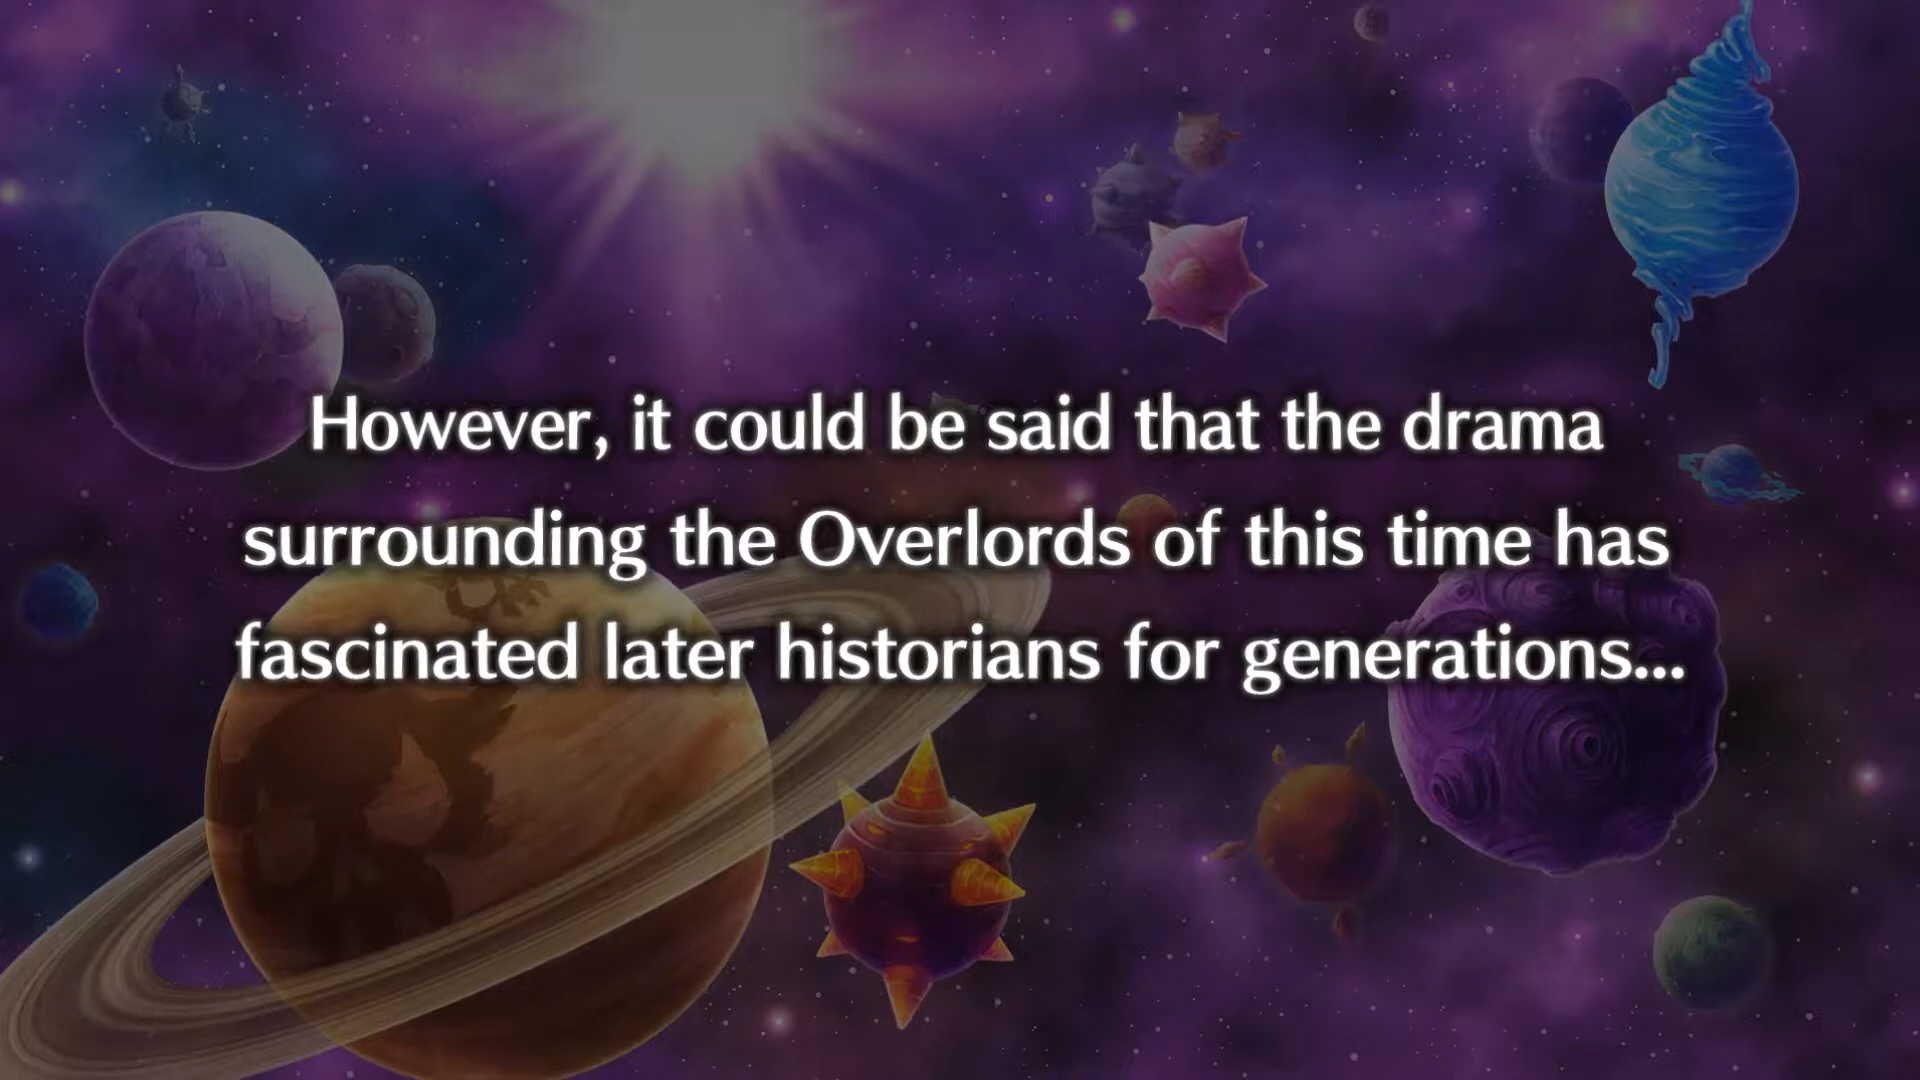 However, it could be said that the drama
surrounding the Overlords of this time has
fascinated later historians for generations...